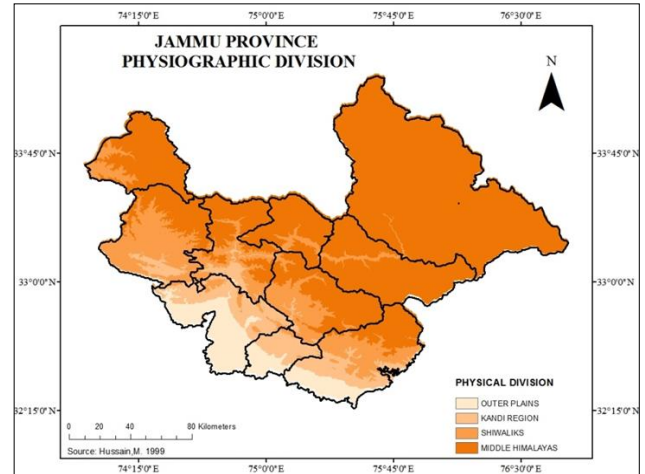 74°15'0"E 75°0'0"E 75°45'0"E 76°30'0"E
JAMMU PROVINCE
PHYSIOGRAPHIC DIVISION
N
33°45'0"N 33°45'0"N
33°0'0"N 33°0'0"N
PHYSICAL DIVISION
OUTER PLAINS
KANDI REGION
SHIWALIKS
MIDDLE HIMALAYAS
32°15'0"N 32°15'0"N
0 20 40 80 Kilometers
Source: Hussain,M. 1999
74°15'0"E 75°0'0"E 75°45'0"E 76°30'0"E